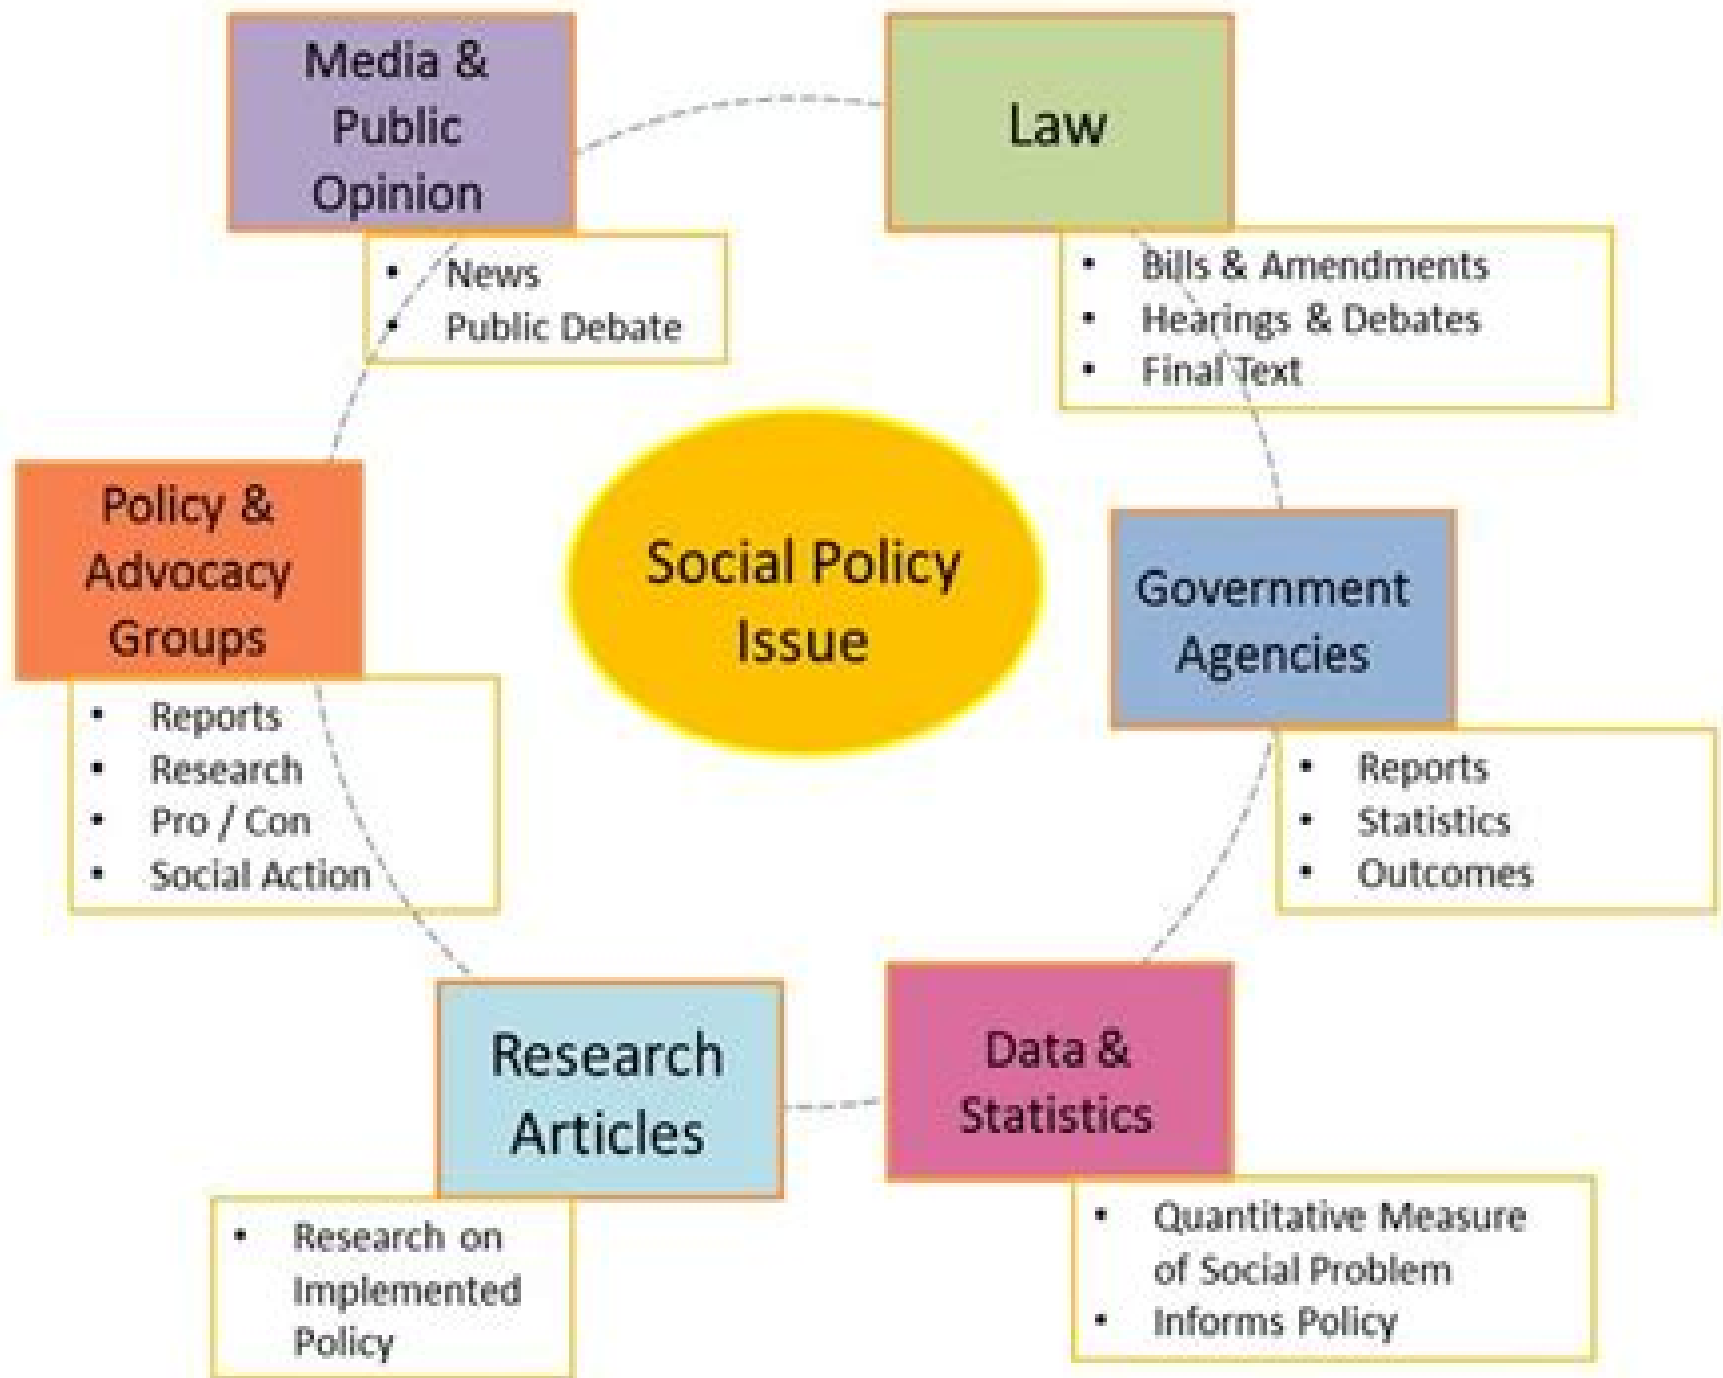 Media &
Public
Opinion
• News
• Public Debate
Law
• Bills & Amendments
• Hearings & Debates
• Final Text
Policy &
Advocacy
Groups
• Reports
• Research
• Pro / Con
• Social Action
Social Policy
Issue
Government
Agencies
• Reports
• Statistics
• Outcomes
Research
Articles
• Research on
Implemented
Policy
Data &
Statistics
• Quantitative Measure
of Social Problem
• Informs Policy